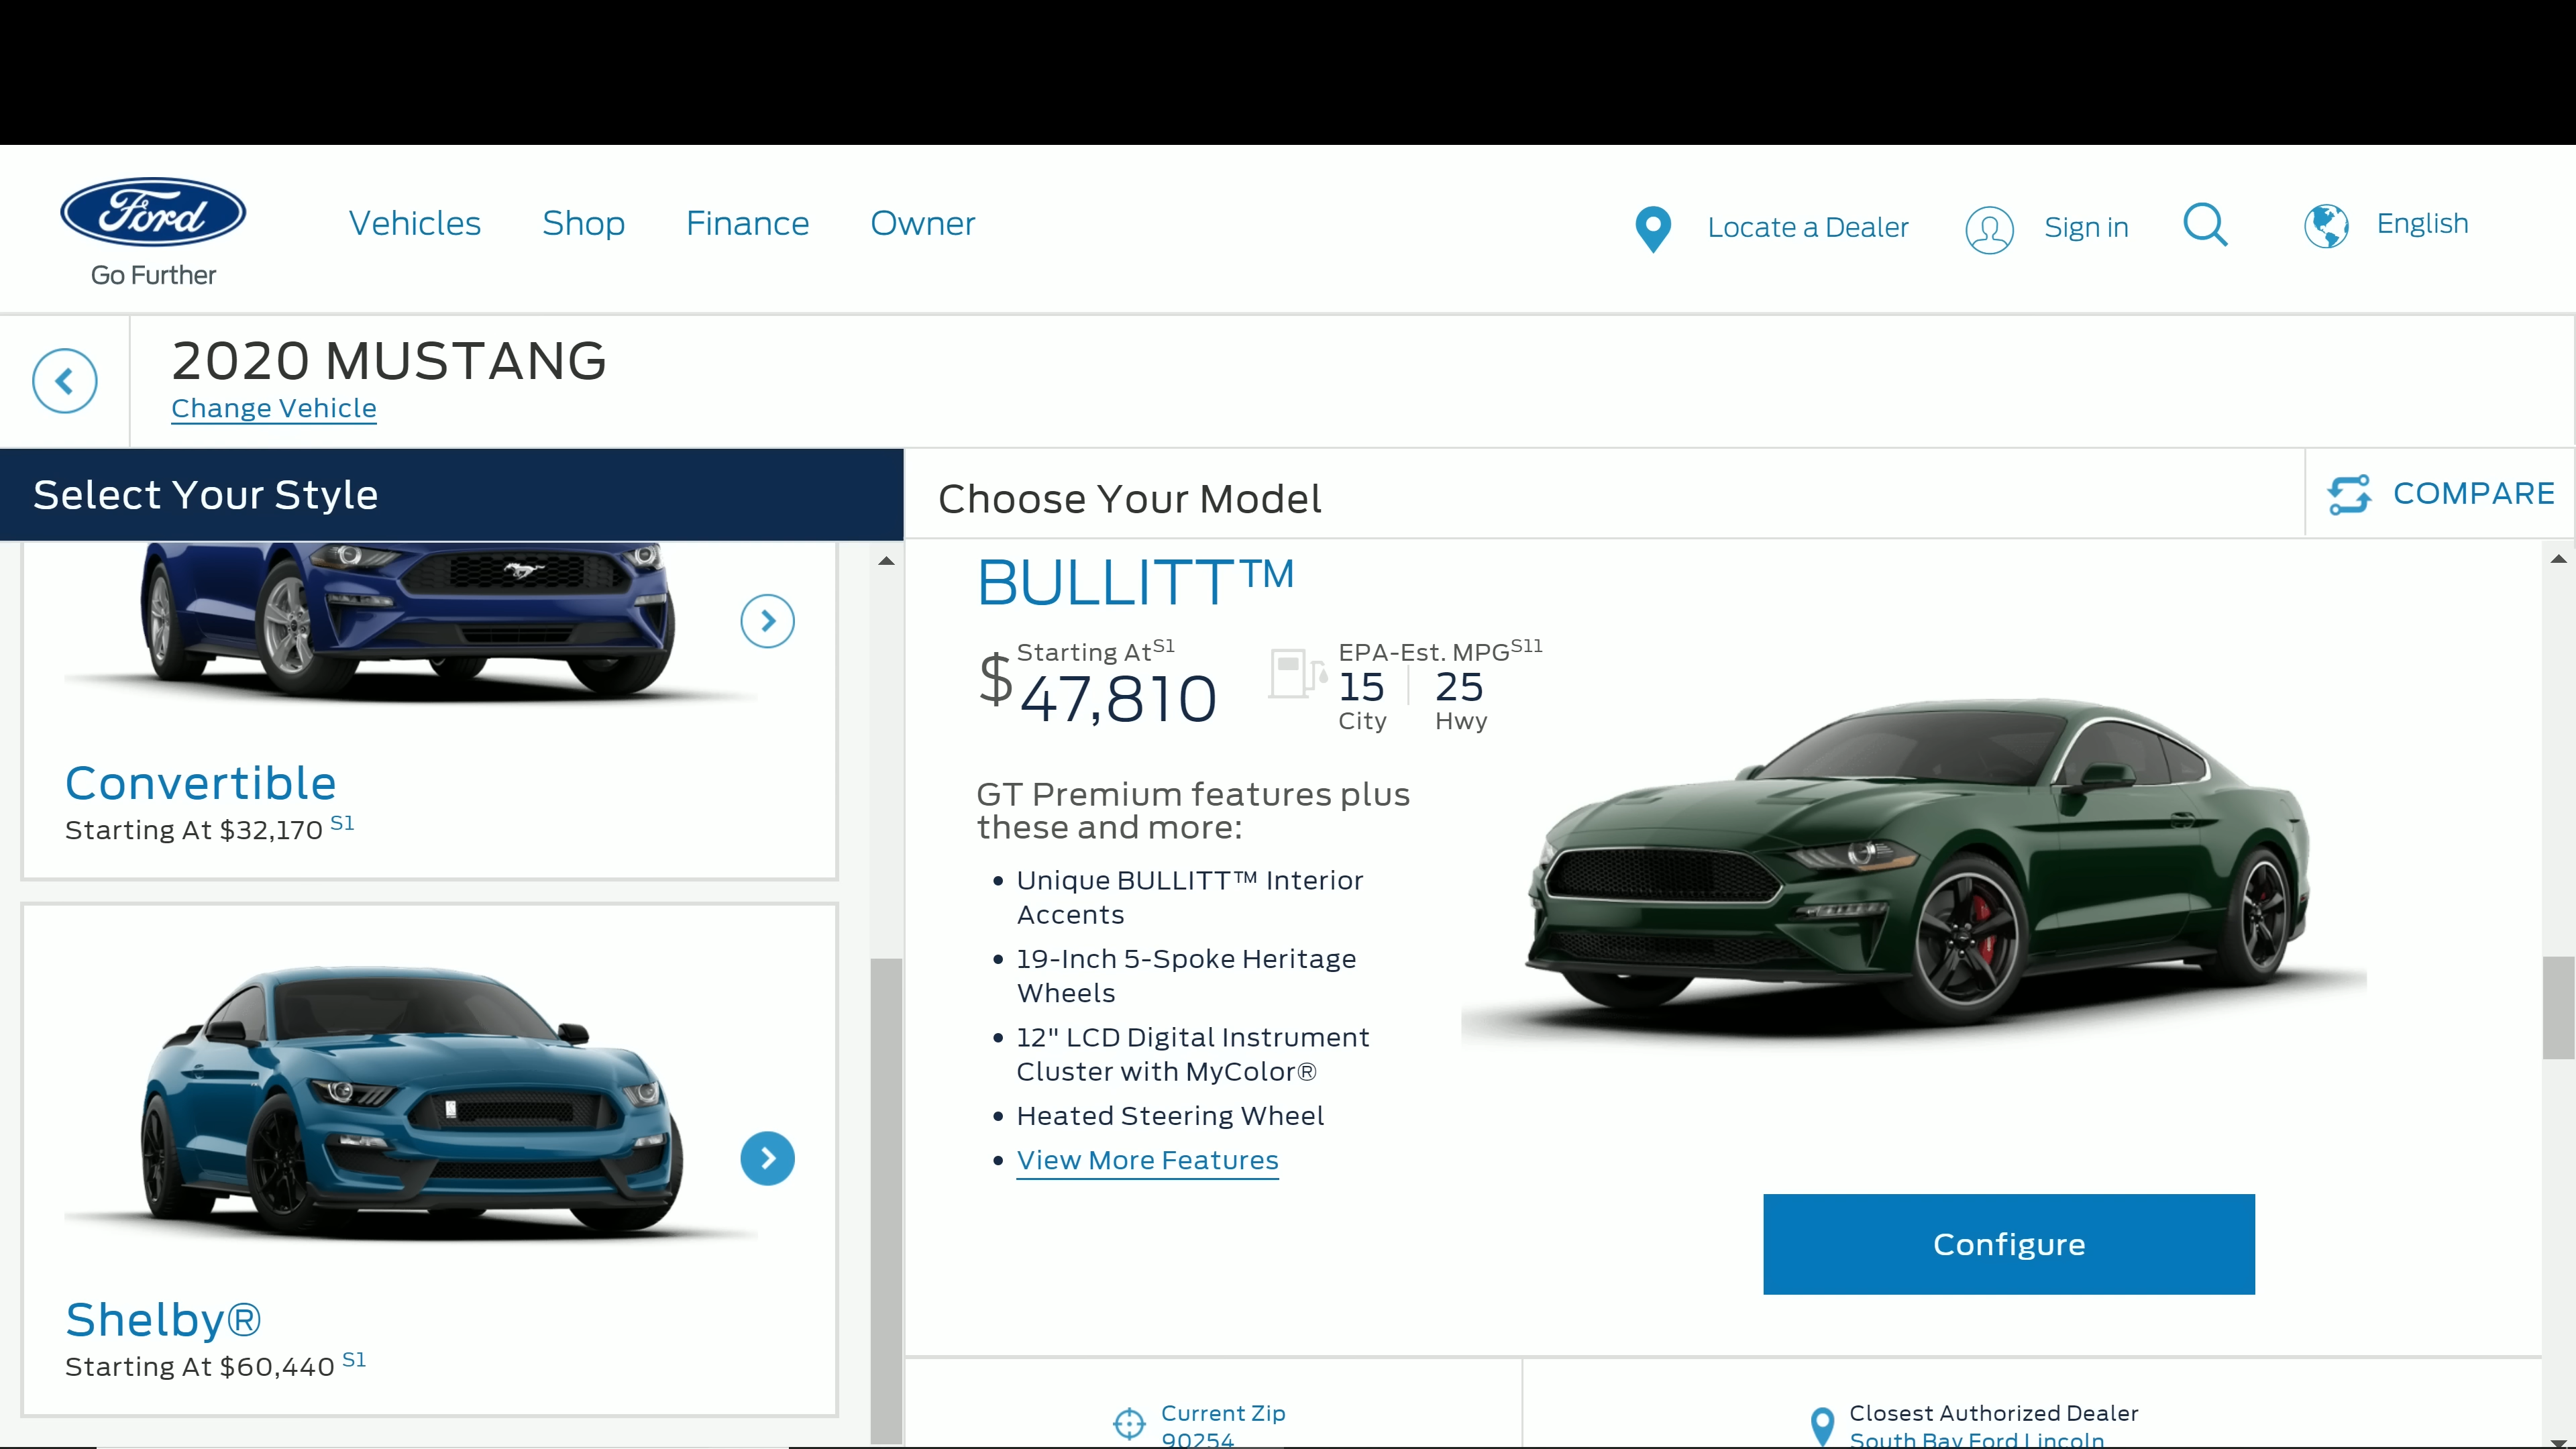 Ford
Go Further
Vehicles
Shop
Finance
Owner
Locate a Dealer
Sign in
English
2020 MUSTANG
Change Vehicle
Select Your Style
Convertible
Starting At $32,170 S1
Shelby®
Starting At $60,440 S1
Choose Your Model
COMPARE
BULLITT™
Starting At S1
$47,810
EPA-Est. MPG S11
15 25
City Hwy
GT Premium features plus
these and more:
• Unique BULLITT™ Interior
Accents
• 19-Inch 5-Spoke Heritage
Wheels
• 12" LCD Digital Instrument
Cluster with MyColor®
• Heated Steering Wheel
• View More Features
Configure
Current Zip
90254
Closest Authorized Dealer
South Bay Ford Lincoln